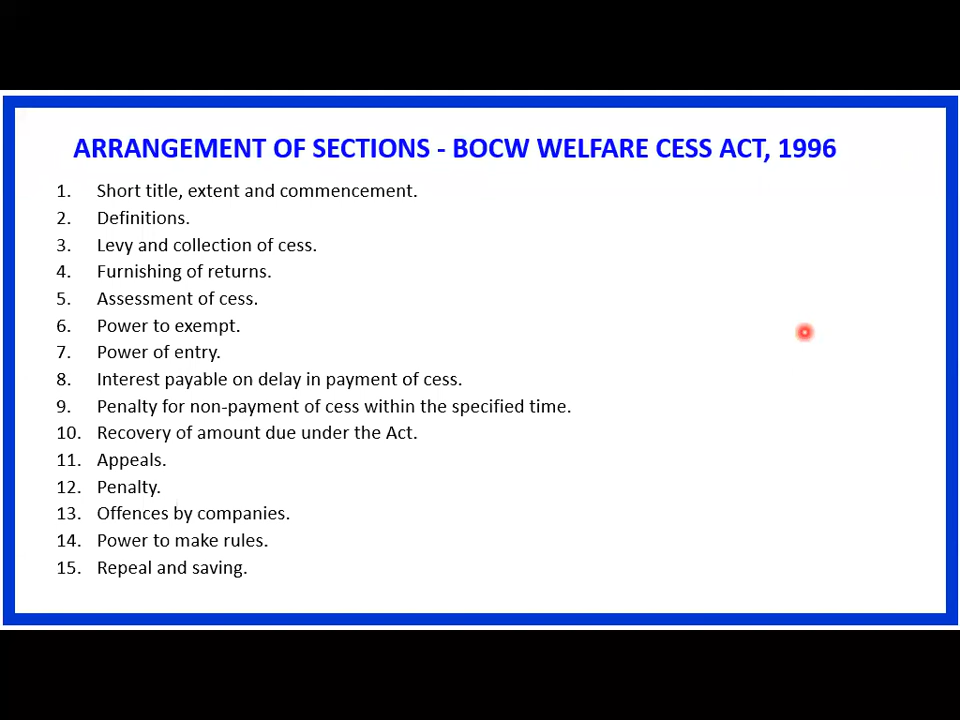 ARRANGEMENT OF SECTIONS - BOCW WELFARE CESS ACT, 1996
1. Short title, extent and commencement.
2. Definitions.
3. Levy and collection of cess.
4. Furnishing of returns.
5. Assessment of cess.
6. Power to exempt.
7. Power of entry.
8. Interest payable on delay in payment of cess.
9. Penalty for non-payment of cess within the specified time.
10. Recovery of amount due under the Act.
11. Appeals.
12. Penalty.
13. Offences by companies.
14. Power to make rules.
15. Repeal and saving.